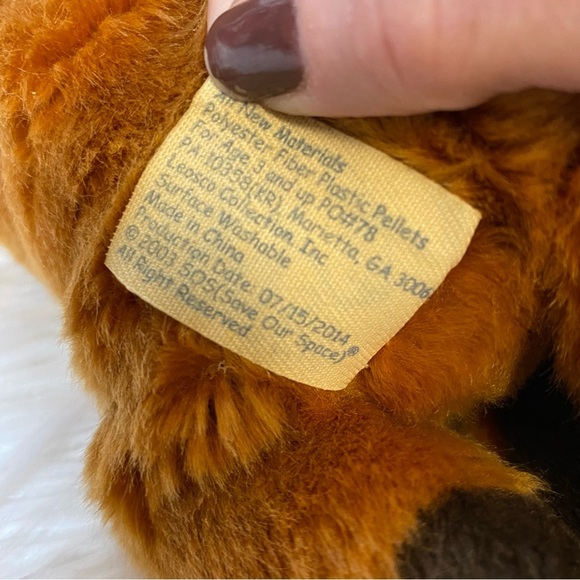 New Materials
Polyester Fiber Plastic Pellets
For Age 3 and up PO#78
PA-10358(KR)
Leosco Collection, Inc Marietta, GA 3006
Surface Washable
Made in China
Production Date: 07/15/2014
© 2003 SOS(Save Our Space)®
All Right Reserved